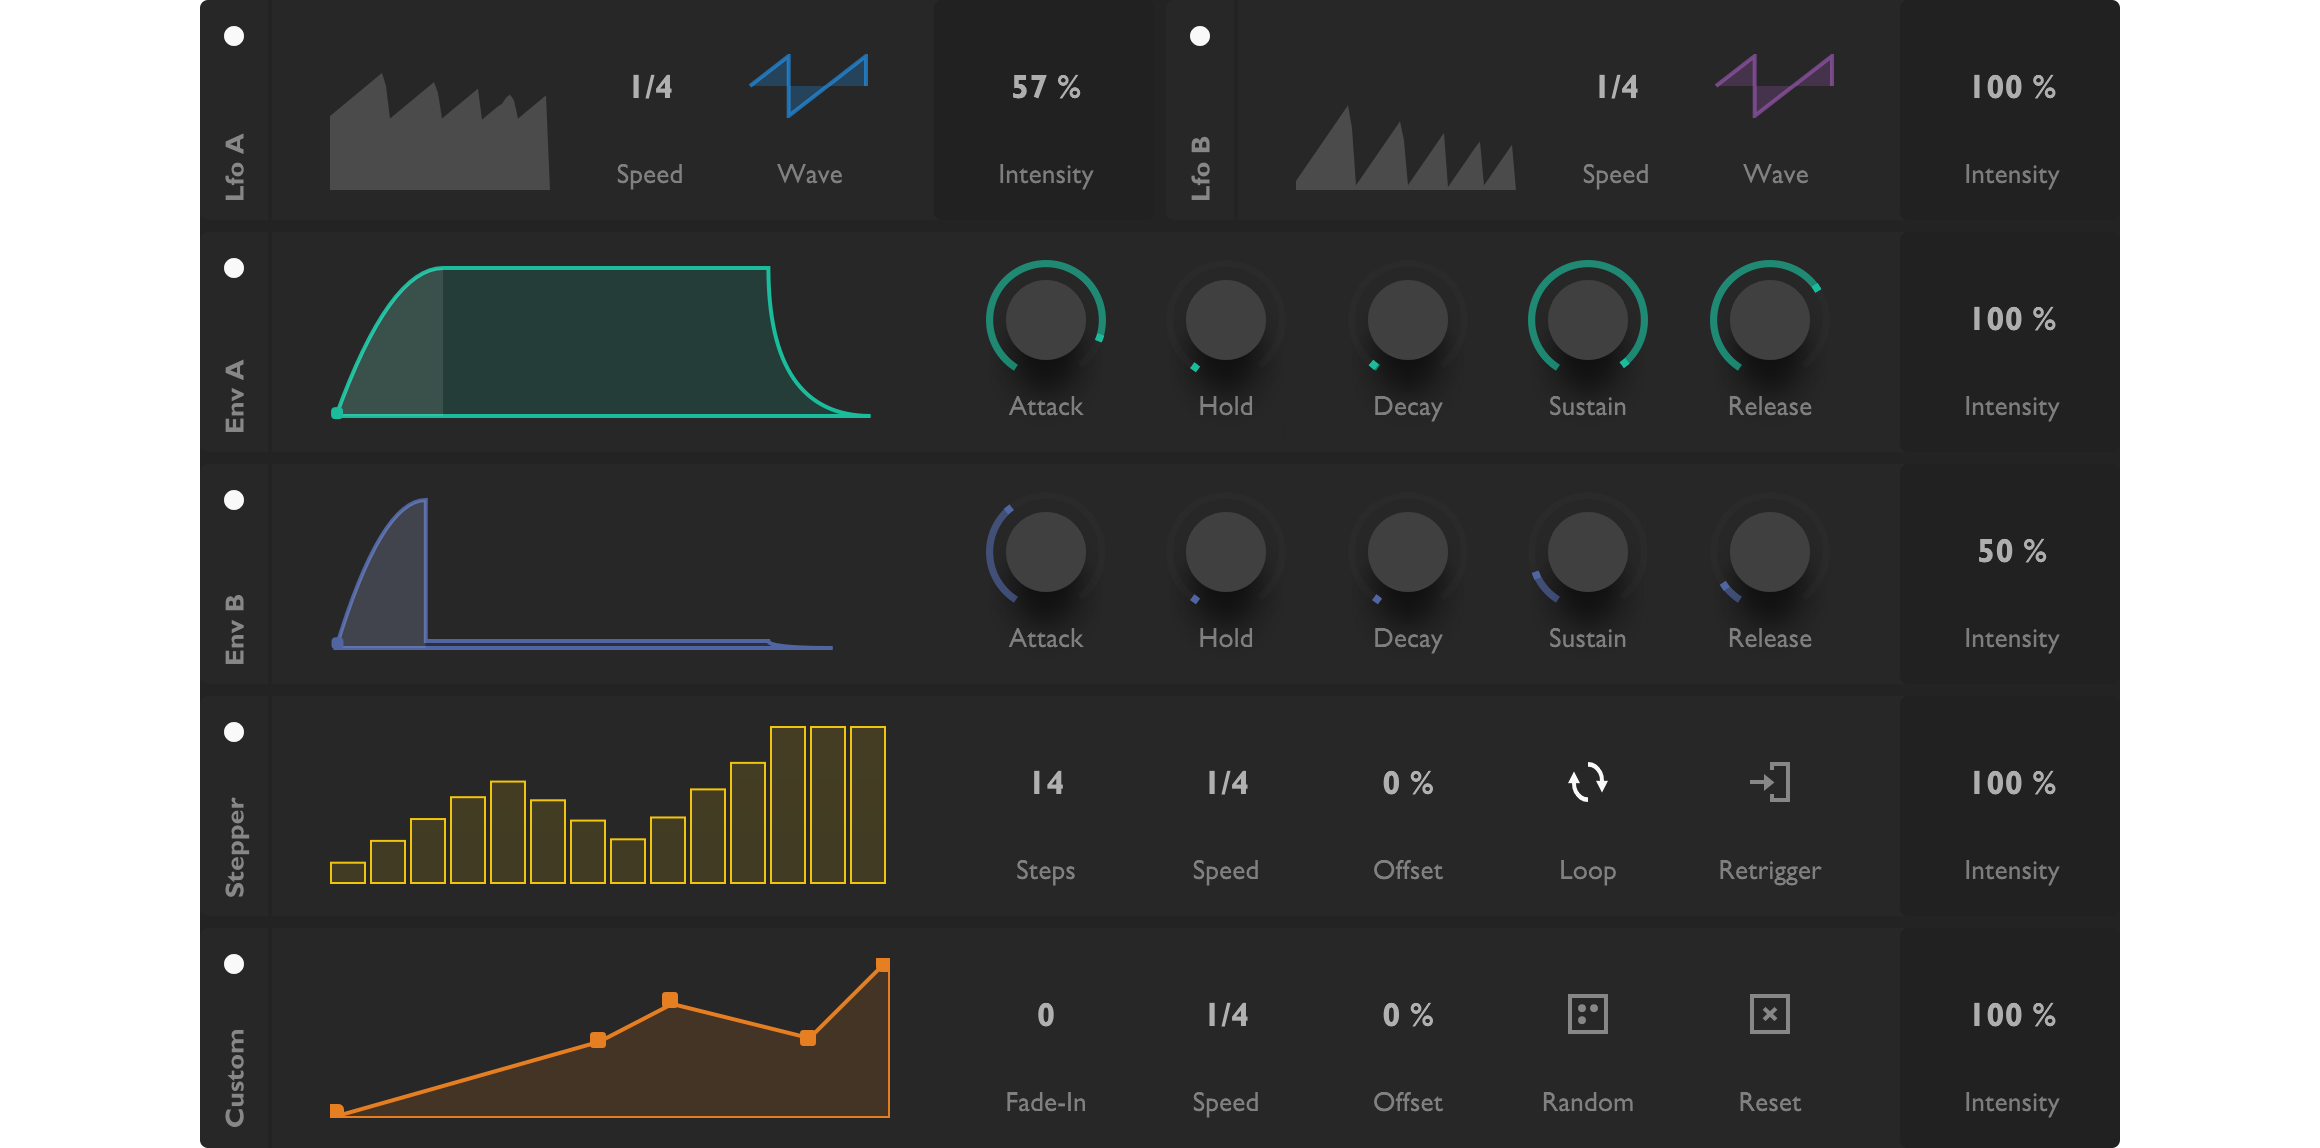 Lfo A
1/4
57 %
Speed
Wave
Intensity
Lfo B
1/4
100 %
Speed
Wave
Intensity
Env A
100 %
Attack
Hold
Decay
Sustain
Release
Intensity
Env B
50 %
Attack
Hold
Decay
Sustain
Release
Intensity
Stepper
14
1/4
0 %
100 %
Steps
Speed
Offset
Loop
Retrigger
Intensity
Custom
0
1/4
0 %
100 %
Fade-In
Speed
Offset
Random
Reset
Intensity